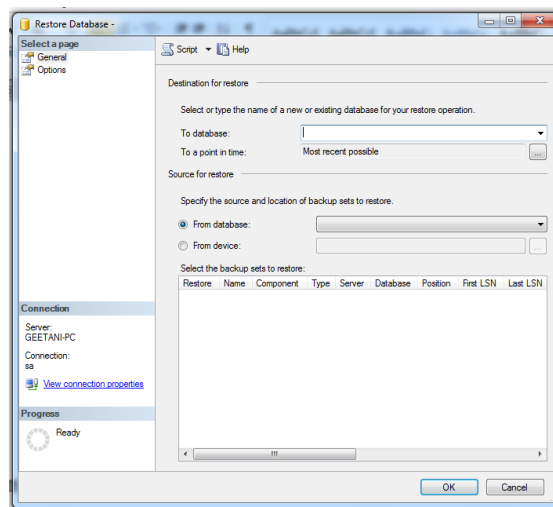 Restore Database -
Select a page
General
Options
Script Help
Destination for restore
Select or type the name of a new or existing database for your restore operation.
To database:
To a point in time: Most recent possible ...
Source for restore
Specify the source and location of backup sets to restore.
From database:
From device: ...
Select the backup sets to restore:
Restore Name Component Type Server Database Position First LSN Last LSN
Connection
Server:
GEETANI-PC
Connection:
sa
View connection properties
Progress
Ready
OK Cancel